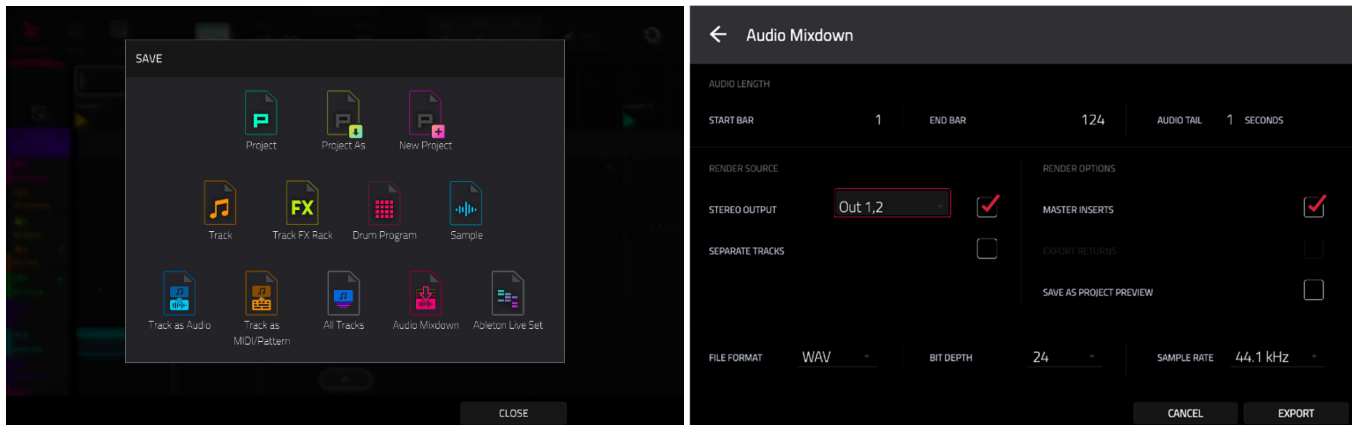 SAVE
Project
Project As
New Project
FX
Track
Track FX Rack
Drum Program
Sample
Track as Audio
Track as MIDI/Pattern
All Tracks
Audio Mixdown
Ableton Live Set
CLOSE
Audio Mixdown
AUDIO LENGTH
START BAR 1 END BAR 124 AUDIO TAIL 1 SECONDS
RENDER SOURCE
RENDER OPTIONS
STEREO OUTPUT Out 1,2
MASTER INSERTS
SEPARATE TRACKS
EXPORT RETURNS
SAVE AS PROJECT PREVIEW
FILE FORMAT WAV BIT DEPTH 24 SAMPLE RATE 44.1 kHz
CANCEL EXPORT